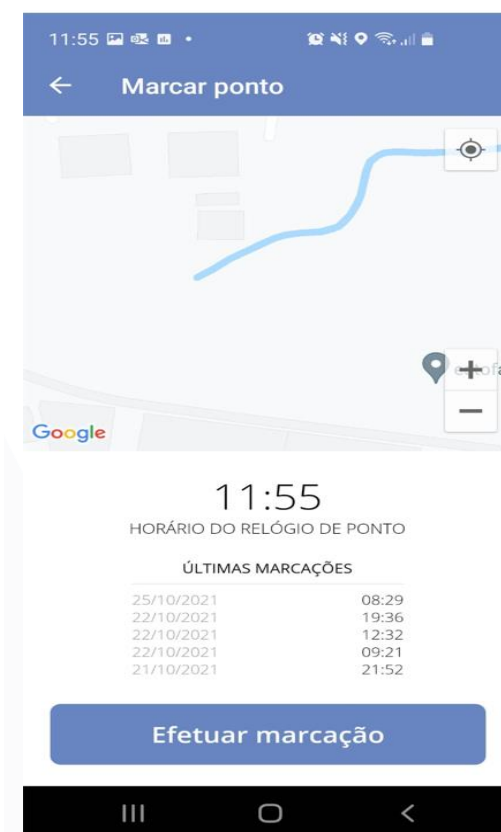 11:55
Marcar ponto
Google
11:55
HORÁRIO DO RELÓGIO DE PONTO
ÚLTIMAS MARCAÇÕES
25/10/2021 08:29
22/10/2021 19:36
22/10/2021 12:32
22/10/2021 09:21
21/10/2021 21:52
Efetuar marcação